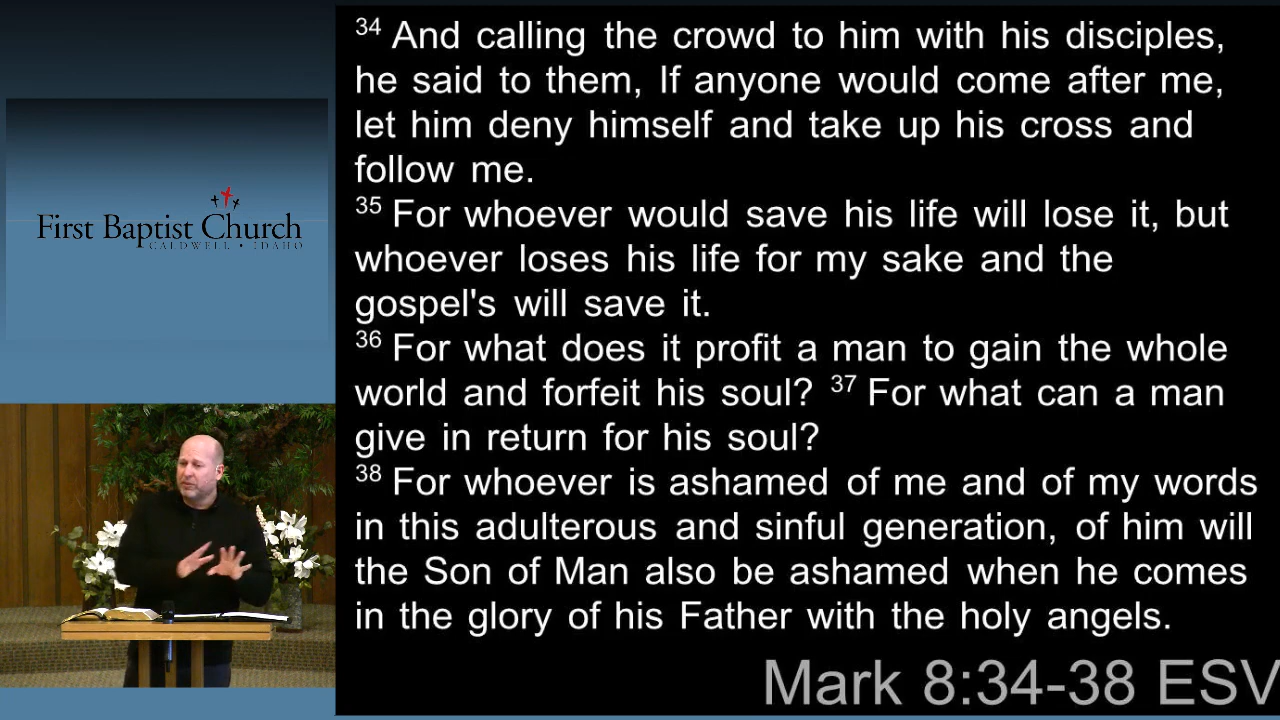 First Baptist Church
CALDWELL • IDAHO
34 And calling the crowd to him with his disciples,
he said to them, If anyone would come after me,
let him deny himself and take up his cross and
follow me.
35 For whoever would save his life will lose it, but
whoever loses his life for my sake and the
gospel's will save it.
36 For what does it profit a man to gain the whole
world and forfeit his soul? 37 For what can a man
give in return for his soul?
38 For whoever is ashamed of me and of my words
in this adulterous and sinful generation, of him will
the Son of Man also be ashamed when he comes
in the glory of his Father with the holy angels.
Mark 8:34-38 ESV